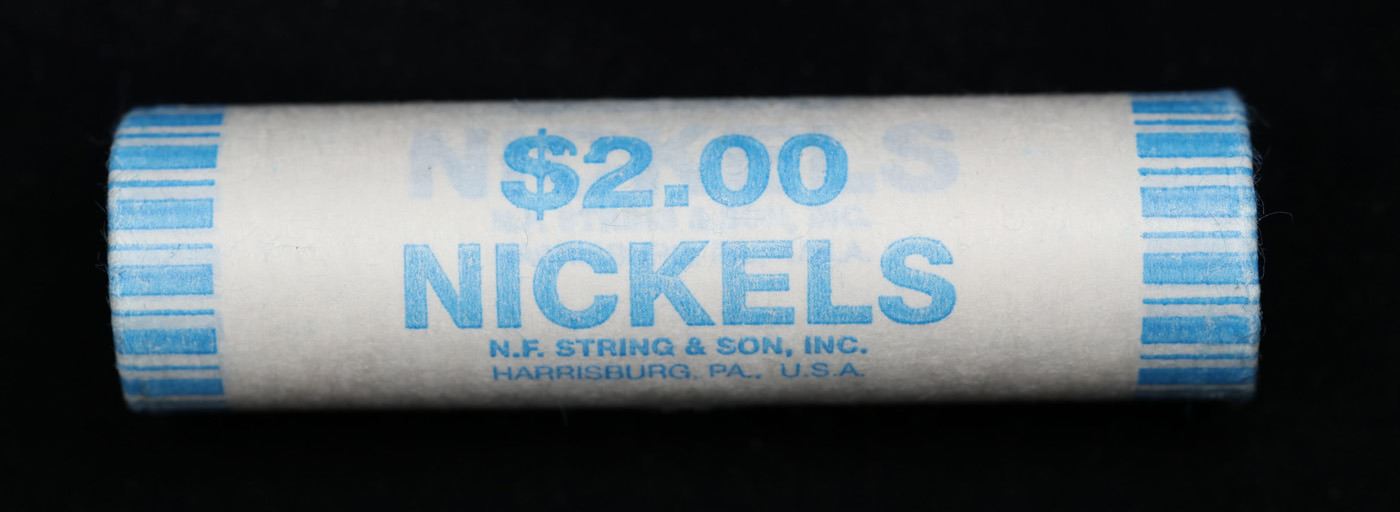 $2.00
NICKELS
N.F. STRING & SON, INC.
HARRISBURG, PA., U.S.A.